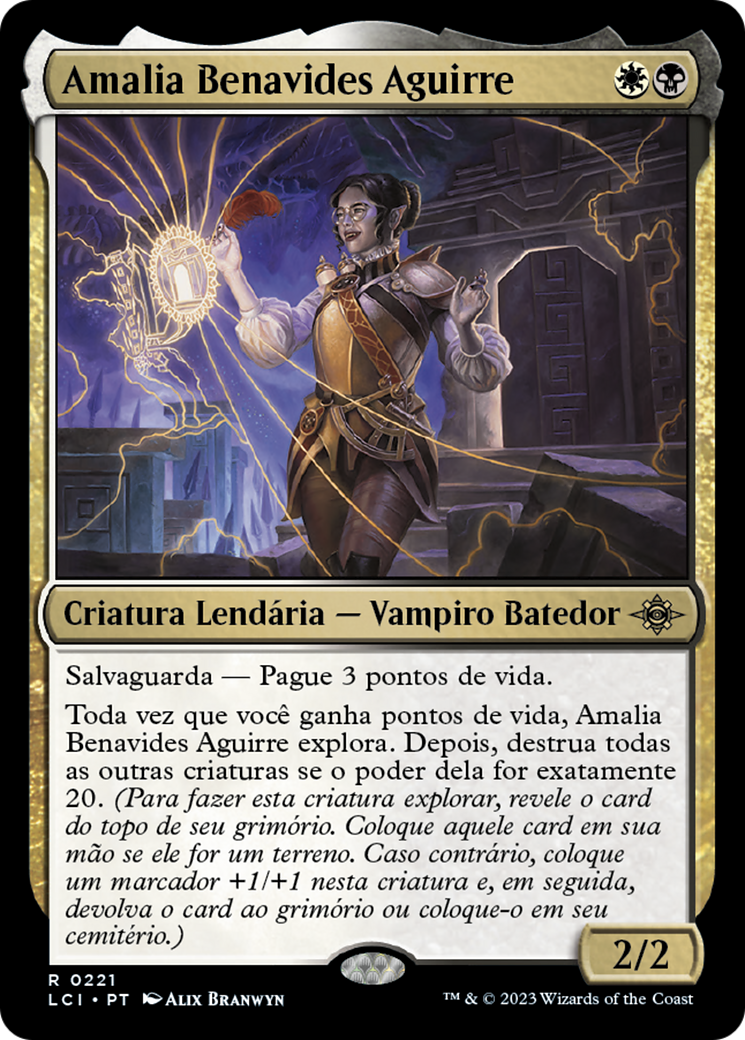 Amalia Benavides Aguirre
Criatura Lendária — Vampiro Batedor
Salvaguarda — Pague 3 pontos de vida.
Toda vez que você ganha pontos de vida, Amalia
Benavides Aguirre explora. Depois, destrua todas
as outras criaturas se o poder dela for exatamente
20. (Para fazer esta criatura explorar, revele o card
do topo de seu grimório. Coloque aquele card em sua
mão se ele for um terreno. Caso contrário, coloque
um marcador +1/+1 nesta criatura e, em seguida,
devolva o card ao grimório ou coloque-o em seu
cemitério.)
2/2
R 0221
LCI • PT Alix Branwyn
™ & © 2023 Wizards of the Coast